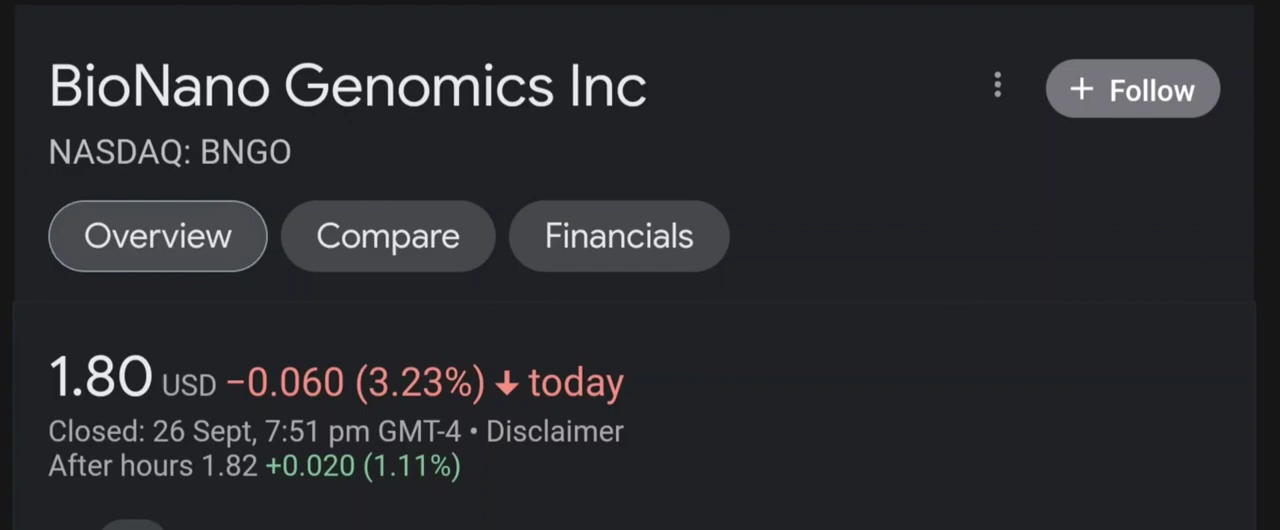 BioNano Genomics Inc
+ Follow
NASDAQ: BNGO
Overview Compare Financials
1.80 USD −0.060 (3.23%) ↓ today
Closed: 26 Sept, 7:51 pm GMT-4 • Disclaimer
After hours 1.82 +0.020 (1.11%)